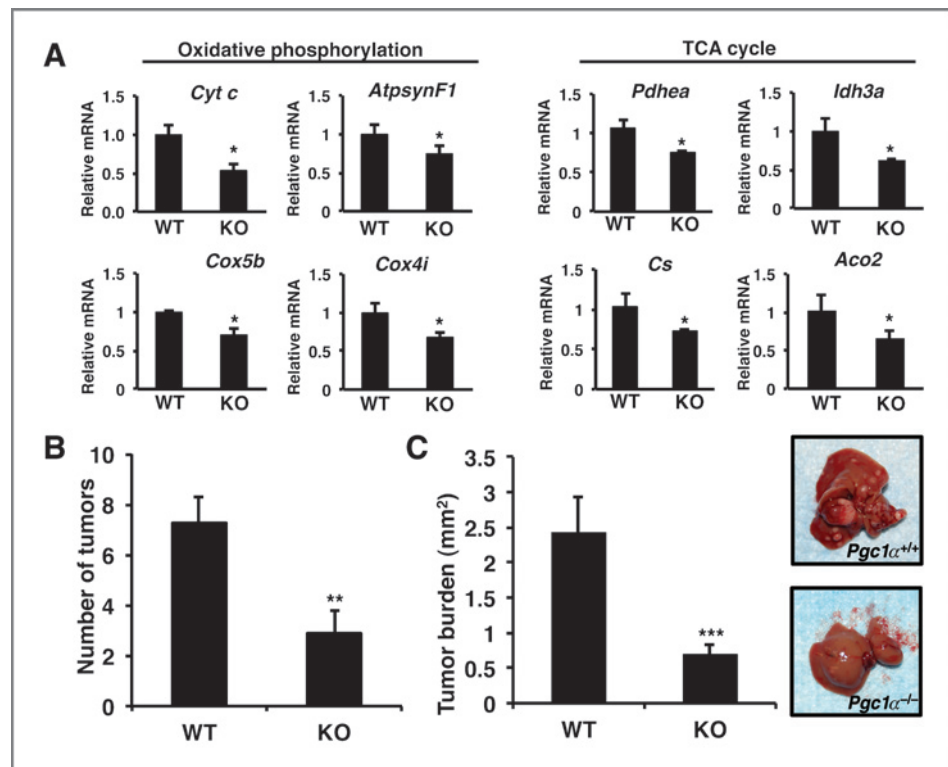 A
Oxidative phosphorylation
TCA cycle
Cyt c
Relative mRNA
1.5
1.0
0.5
0.0
*
WT KO
AtpsynF1
Relative mRNA
1.5
1
0.5
0
*
WT KO
Pdhea
Relative mRNA
1.5
1
0.5
0
*
WT KO
Idh3a
Relative mRNA
1.5
1
0.5
0
*
WT KO
Cox5b
Relative mRNA
1.5
1
0.5
0
*
WT KO
Cox4i
Relative mRNA
1.5
1
0.5
0
*
WT KO
Cs
Relative mRNA
1.5
1
0.5
0
*
WT KO
Aco2
Relative mRNA
1.5
1
0.5
0
*
WT KO
B
Number of tumors
10
8
6
4
2
0
**
WT KO
C
Tumor burden (mm²)
3.5
3
2.5
2
1.5
1
0.5
0
***
WT KO
Pgc1α+/+
Pgc1α−/−